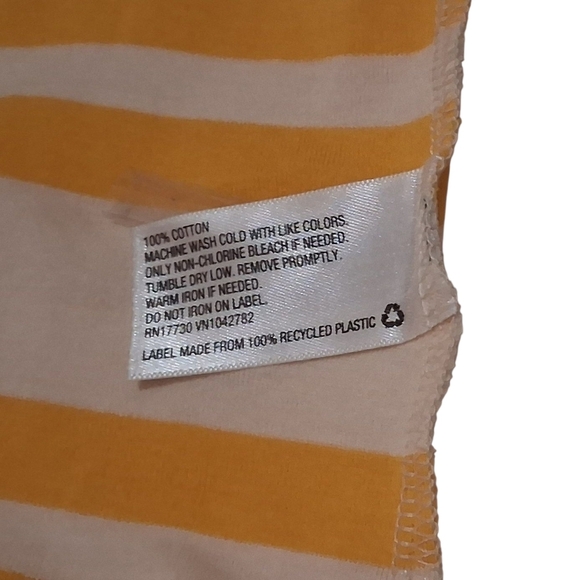 100% COTTON
MACHINE WASH COLD WITH LIKE COLORS.
ONLY NON-CHLORINE BLEACH IF NEEDED.
TUMBLE DRY LOW. REMOVE PROMPTLY.
WARM IRON IF NEEDED.
DO NOT IRON ON LABEL.
RN17730 VN1042782
LABEL MADE FROM 100% RECYCLED PLASTIC